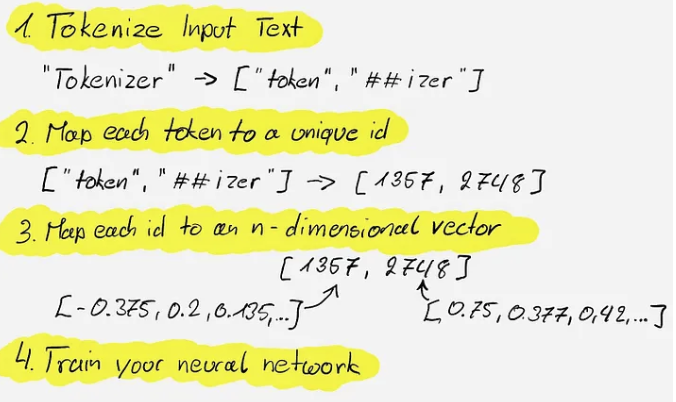 1. Tokenize Input Text
"Tokenizer" -> ["token", "##izer"]
2. Map each token to a unique id
["token", "##izer"] -> [1357, 2748]
3. Map each id to an n-dimensional vector
[1357, 2748]
[-0.375, 0.2, 0.135,...] [0.75, 0.377, 0,42,...]
4. Train your neural network